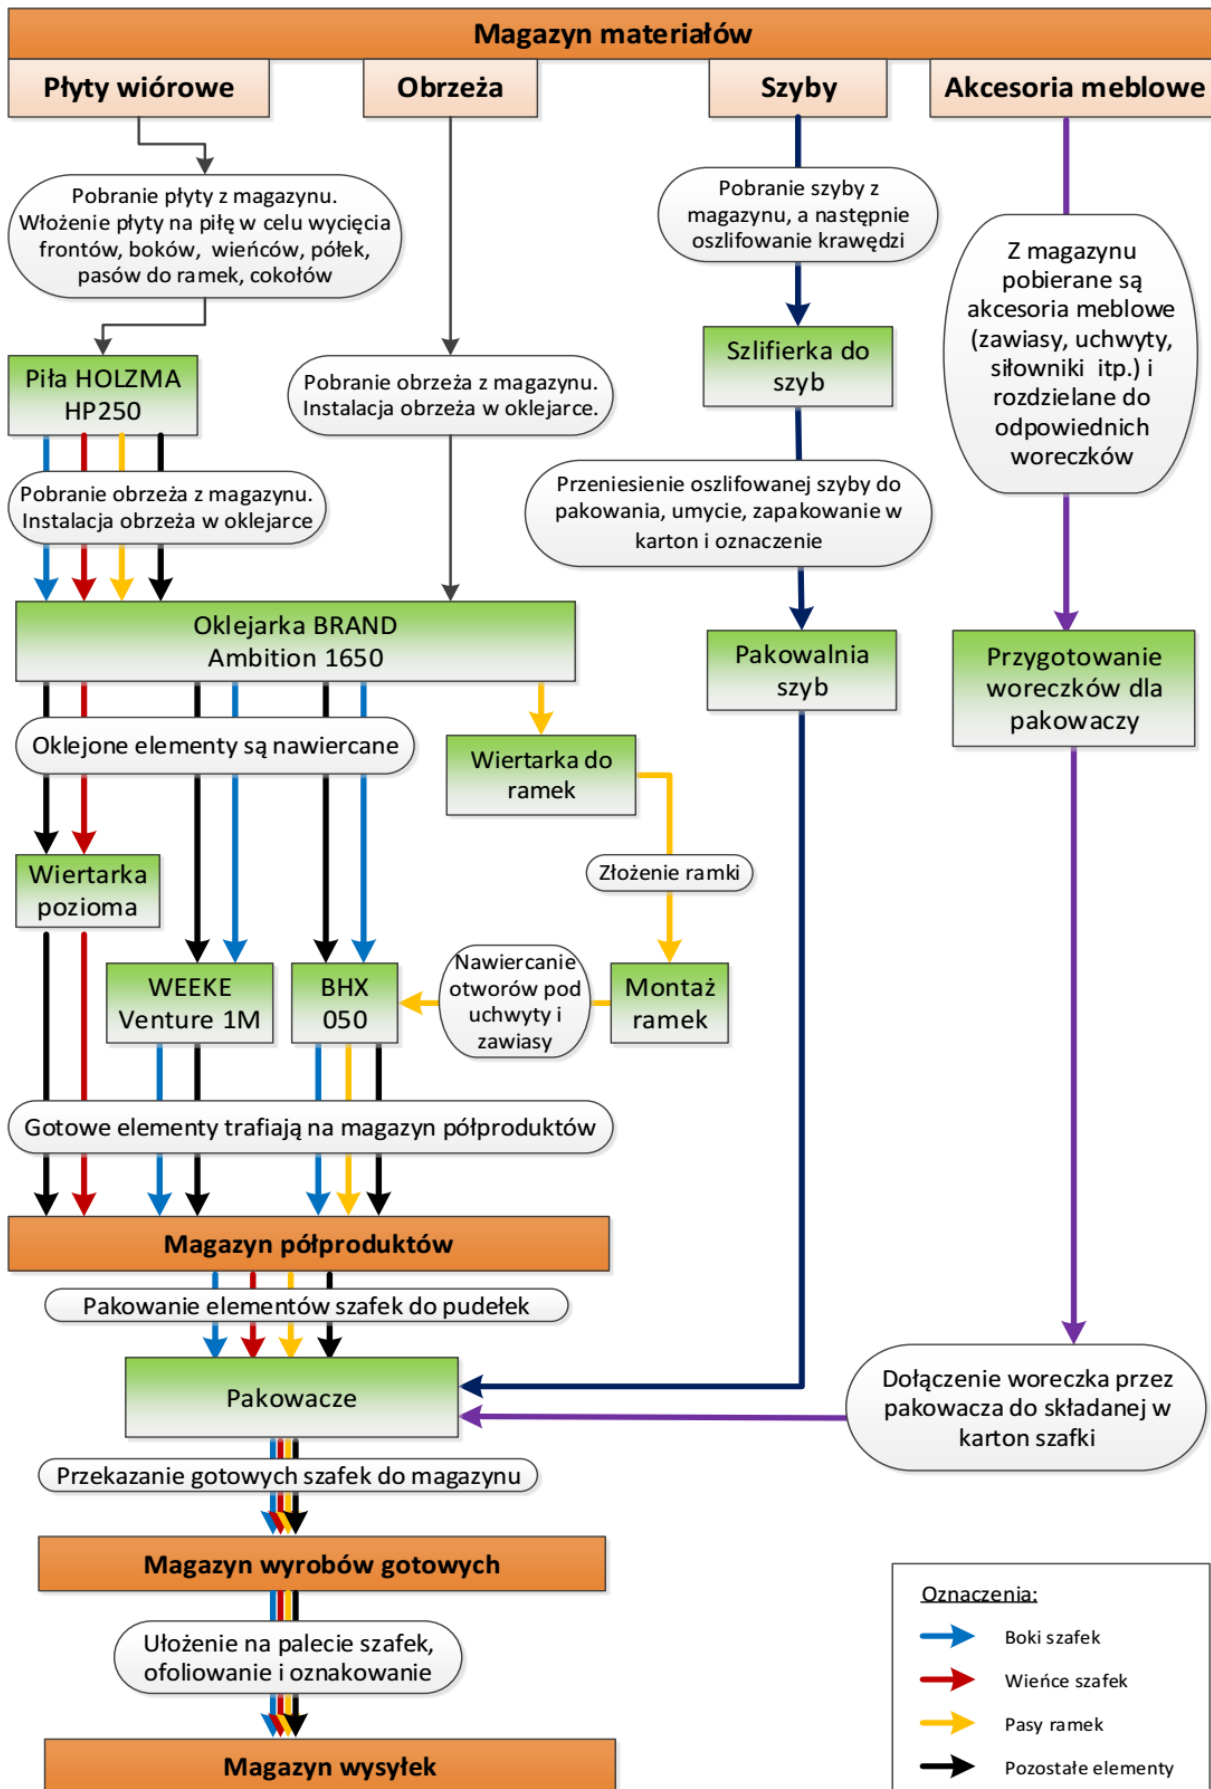 Magazyn materiałów
Płyty wiórowe
Obrzeża
Szyby
Akcesoria meblowe
Pobranie płyty z magazynu.
Włożenie płyty na piłę w celu wycięcia
frontów, boków, wieńców, półek,
pasów do ramek, cokołów
Pobranie szyby z
magazynu, a następnie
oszlifowanie krawędzi
Z magazynu
pobierane są
akcesoria meblowe
(zawiasy, uchwyty,
siłowniki itp.) i
rozdzielane do
odpowiednich
woreczków
Piła HOLZMA
HP250
Pobranie obrzeża z magazynu.
Instalacja obrzeża w oklejarce.
Szlifierka do
szyb
Pobranie obrzeża z magazynu.
Instalacja obrzeża w oklejarce
Przeniesienie oszlifowanej szyby do
pakowania, umycie, zapakowanie w
karton i oznaczenie
Oklejarka BRAND
Ambition 1650
Pakowalnia
szyb
Przygotowanie
woreczków dla
pakowaczy
Oklejone elementy są nawiercane
Wiertarka do
ramek
Wiertarka
pozioma
Złożenie ramki
WEEKE
Venture 1M
BHX
050
Nawiercanie
otworów pod
uchwyty i
zawiasy
Montaż
ramek
Gotowe elementy trafiają na magazyn półproduktów
Magazyn półproduktów
Pakowanie elementów szafek do pudełek
Pakowacze
Dołączenie woreczka przez
pakowacza do składanej w
karton szafki
Przekazanie gotowych szafek do magazynu
Magazyn wyrobów gotowych
Ułożenie na palecie szafek,
ofoliowanie i oznakowanie
Magazyn wysyłek
Oznaczenia:
Boki szafek
Wieńce szafek
Pasy ramek
Pozostałe elementy